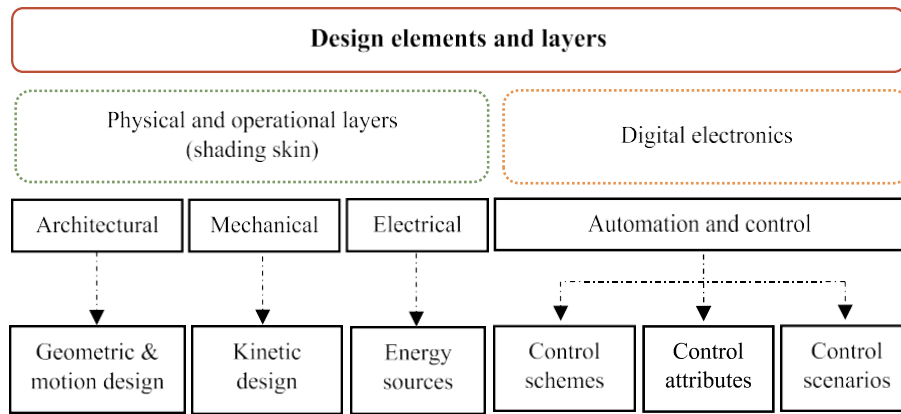 Design elements and layers
Physical and operational layers
(shading skin)
Digital electronics
Architectural
Mechanical
Electrical
Automation and control
Geometric &
motion design
Kinetic
design
Energy
sources
Control
schemes
Control
attributes
Control
scenarios